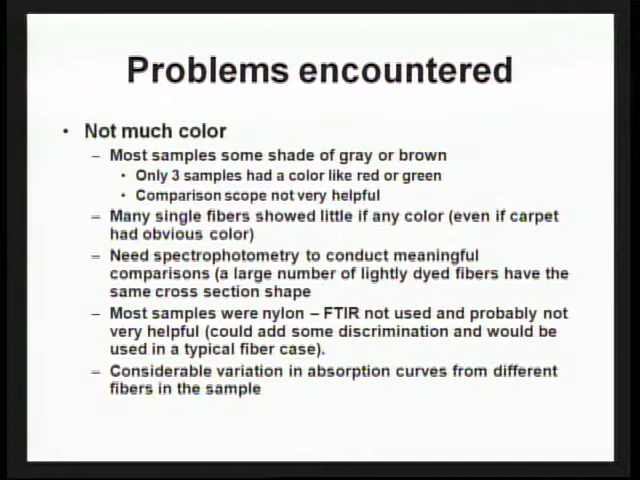 Problems encountered
• Not much color
– Most samples some shade of gray or brown
• Only 3 samples had a color like red or green
• Comparison scope not very helpful
– Many single fibers showed little if any color (even if carpet
had obvious color)
– Need spectrophotometry to conduct meaningful
comparisons (a large number of lightly dyed fibers have the
same cross section shape
– Most samples were nylon – FTIR not used and probably not
very helpful (could add some discrimination and would be
used in a typical fiber case).
– Considerable variation in absorption curves from different
fibers in the sample